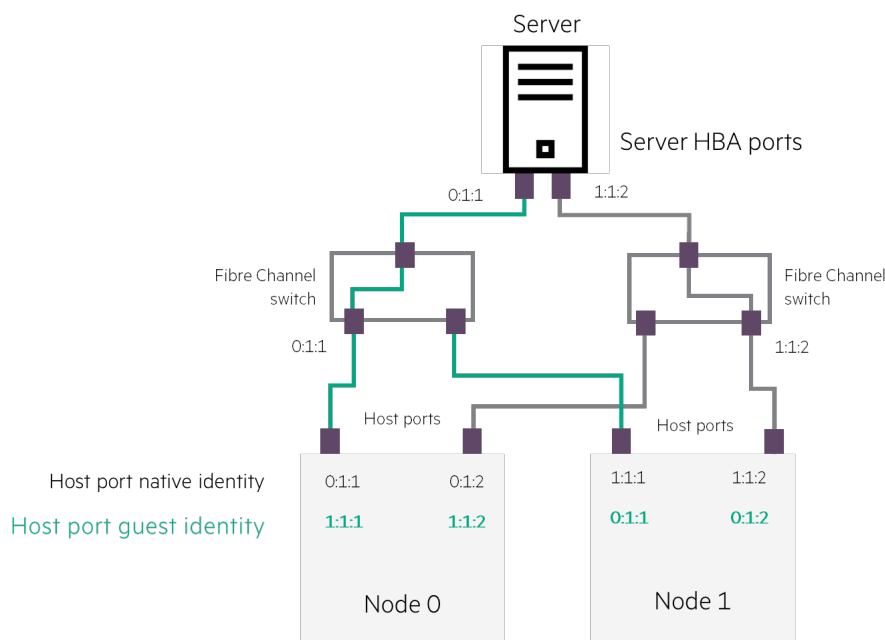 Server
Server HBA ports
0:1:1
1:1:2
Fibre Channel
switch
Fibre Channel
switch
0:1:1
1:1:2
Host ports
Host ports
Host port native identity
0:1:1
0:1:2
1:1:1
1:1:2
Host port guest identity
1:1:1
1:1:2
0:1:1
0:1:2
Node 0
Node 1